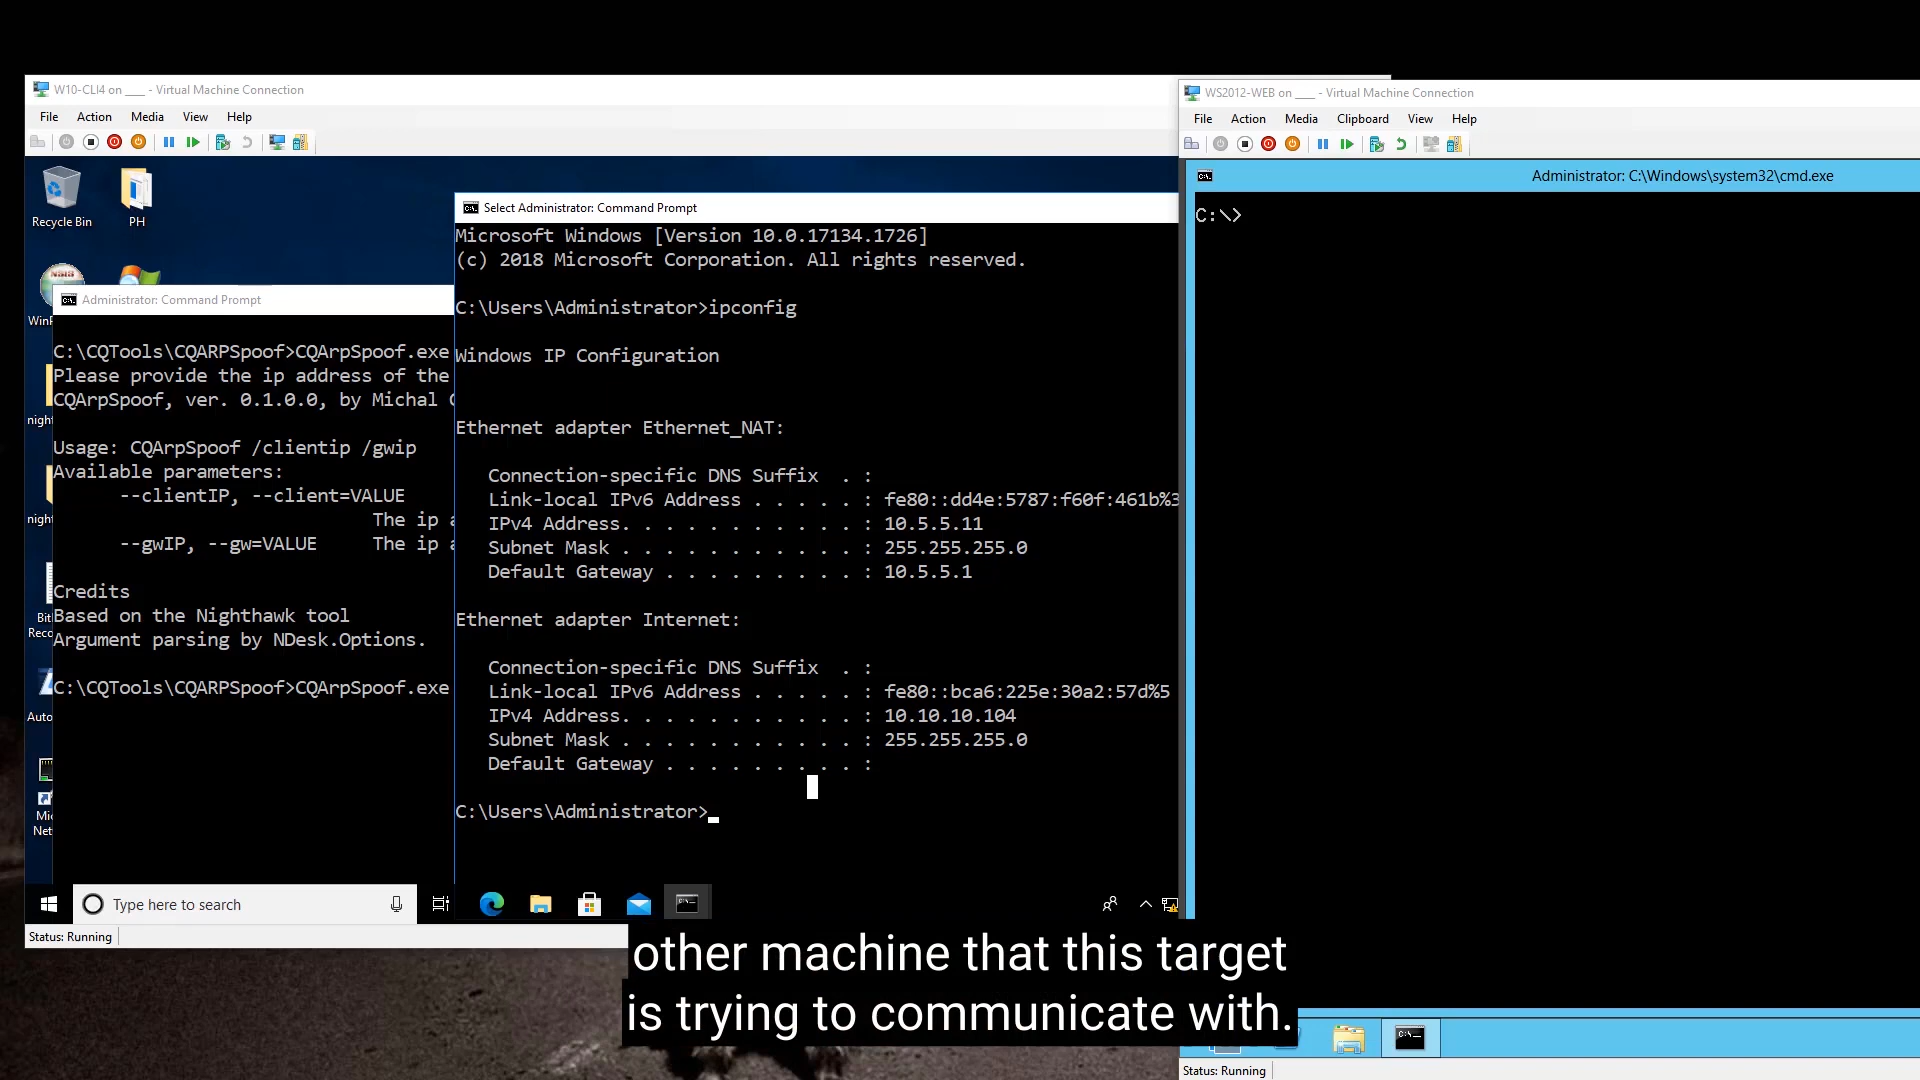 W10-CLI4 on ___ - Virtual Machine Connection
File Action Media View Help
Recycle Bin
PH
WinP
night
night
Bit
Reco
Auto
Mic
Net
Administrator: Command Prompt
C:\CQTools\CQARPSpoof>CQArpSpoof.exe
Please provide the ip address of the
CQArpSpoof, ver. 0.1.0.0, by Michal
Usage: CQArpSpoof /clientip /gwip
Available parameters:
--clientIP, --client=VALUE
The ip a
--gwIP, --gw=VALUE The ip a
Credits
Based on the Nighthawk tool
Argument parsing by NDesk.Options.
C:\CQTools\CQARPSpoof>CQArpSpoof.exe
Select Administrator: Command Prompt
Microsoft Windows [Version 10.0.17134.1726]
(c) 2018 Microsoft Corporation. All rights reserved.
C:\Users\Administrator>ipconfig
Windows IP Configuration
Ethernet adapter Ethernet_NAT:
Connection-specific DNS Suffix . :
Link-local IPv6 Address . . . . . : fe80::dd4e:5787:f60f:461b%3
IPv4 Address. . . . . . . . . . . : 10.5.5.11
Subnet Mask . . . . . . . . . . . : 255.255.255.0
Default Gateway . . . . . . . . . : 10.5.5.1
Ethernet adapter Internet:
Connection-specific DNS Suffix . :
Link-local IPv6 Address . . . . . : fe80::bca6:225e:30a2:57d%5
IPv4 Address. . . . . . . . . . . : 10.10.10.104
Subnet Mask . . . . . . . . . . . : 255.255.255.0
Default Gateway . . . . . . . . . :
C:\Users\Administrator>
Type here to search
Status: Running
WS2012-WEB on ___ - Virtual Machine Connection
File Action Media Clipboard View Help
Administrator: C:\Windows\system32\cmd.exe
C:\>
Status: Running
other machine that this target
is trying to communicate with.